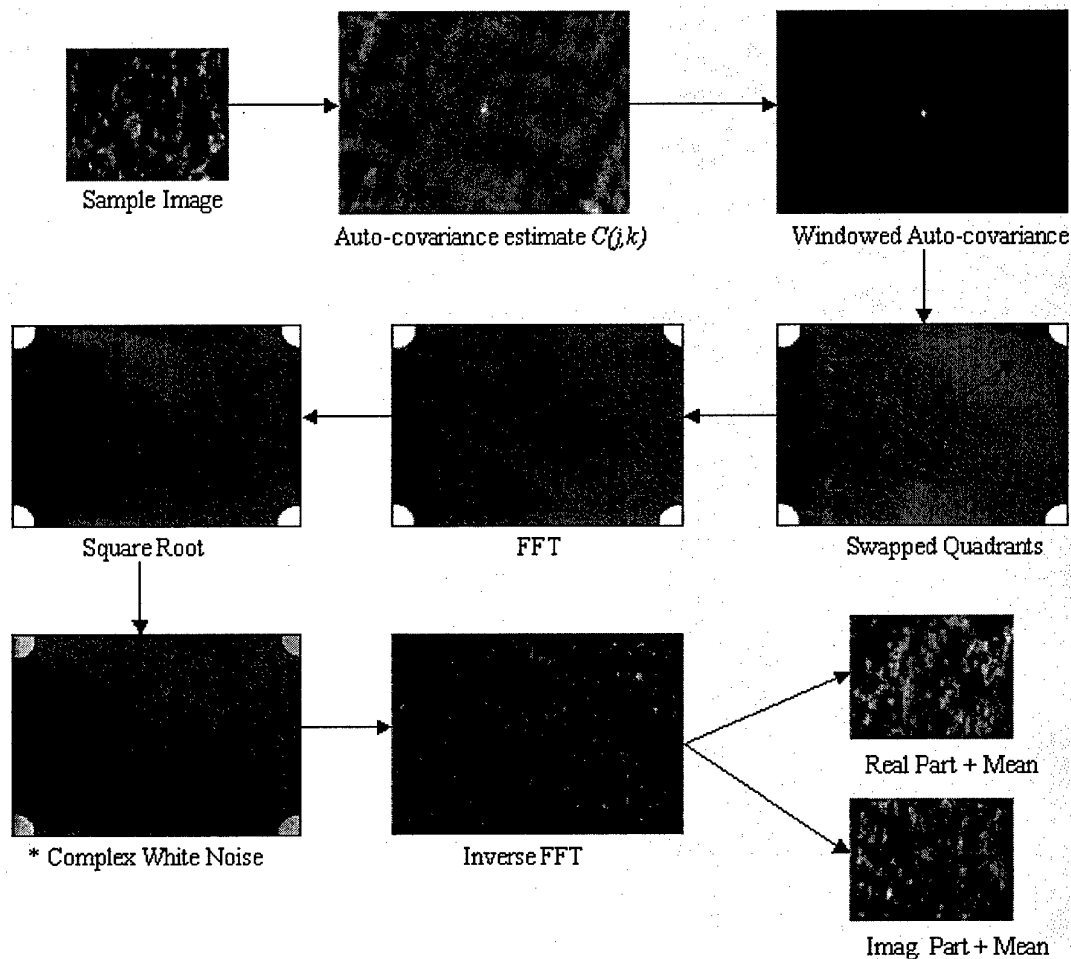 Sample Image
Auto-covariance estimate C(j,k)
Windowed Auto-covariance
Square Root
FFT
Swapped Quadrants
* Complex White Noise
Inverse FFT
Real Part + Mean
Imag. Part + Mean